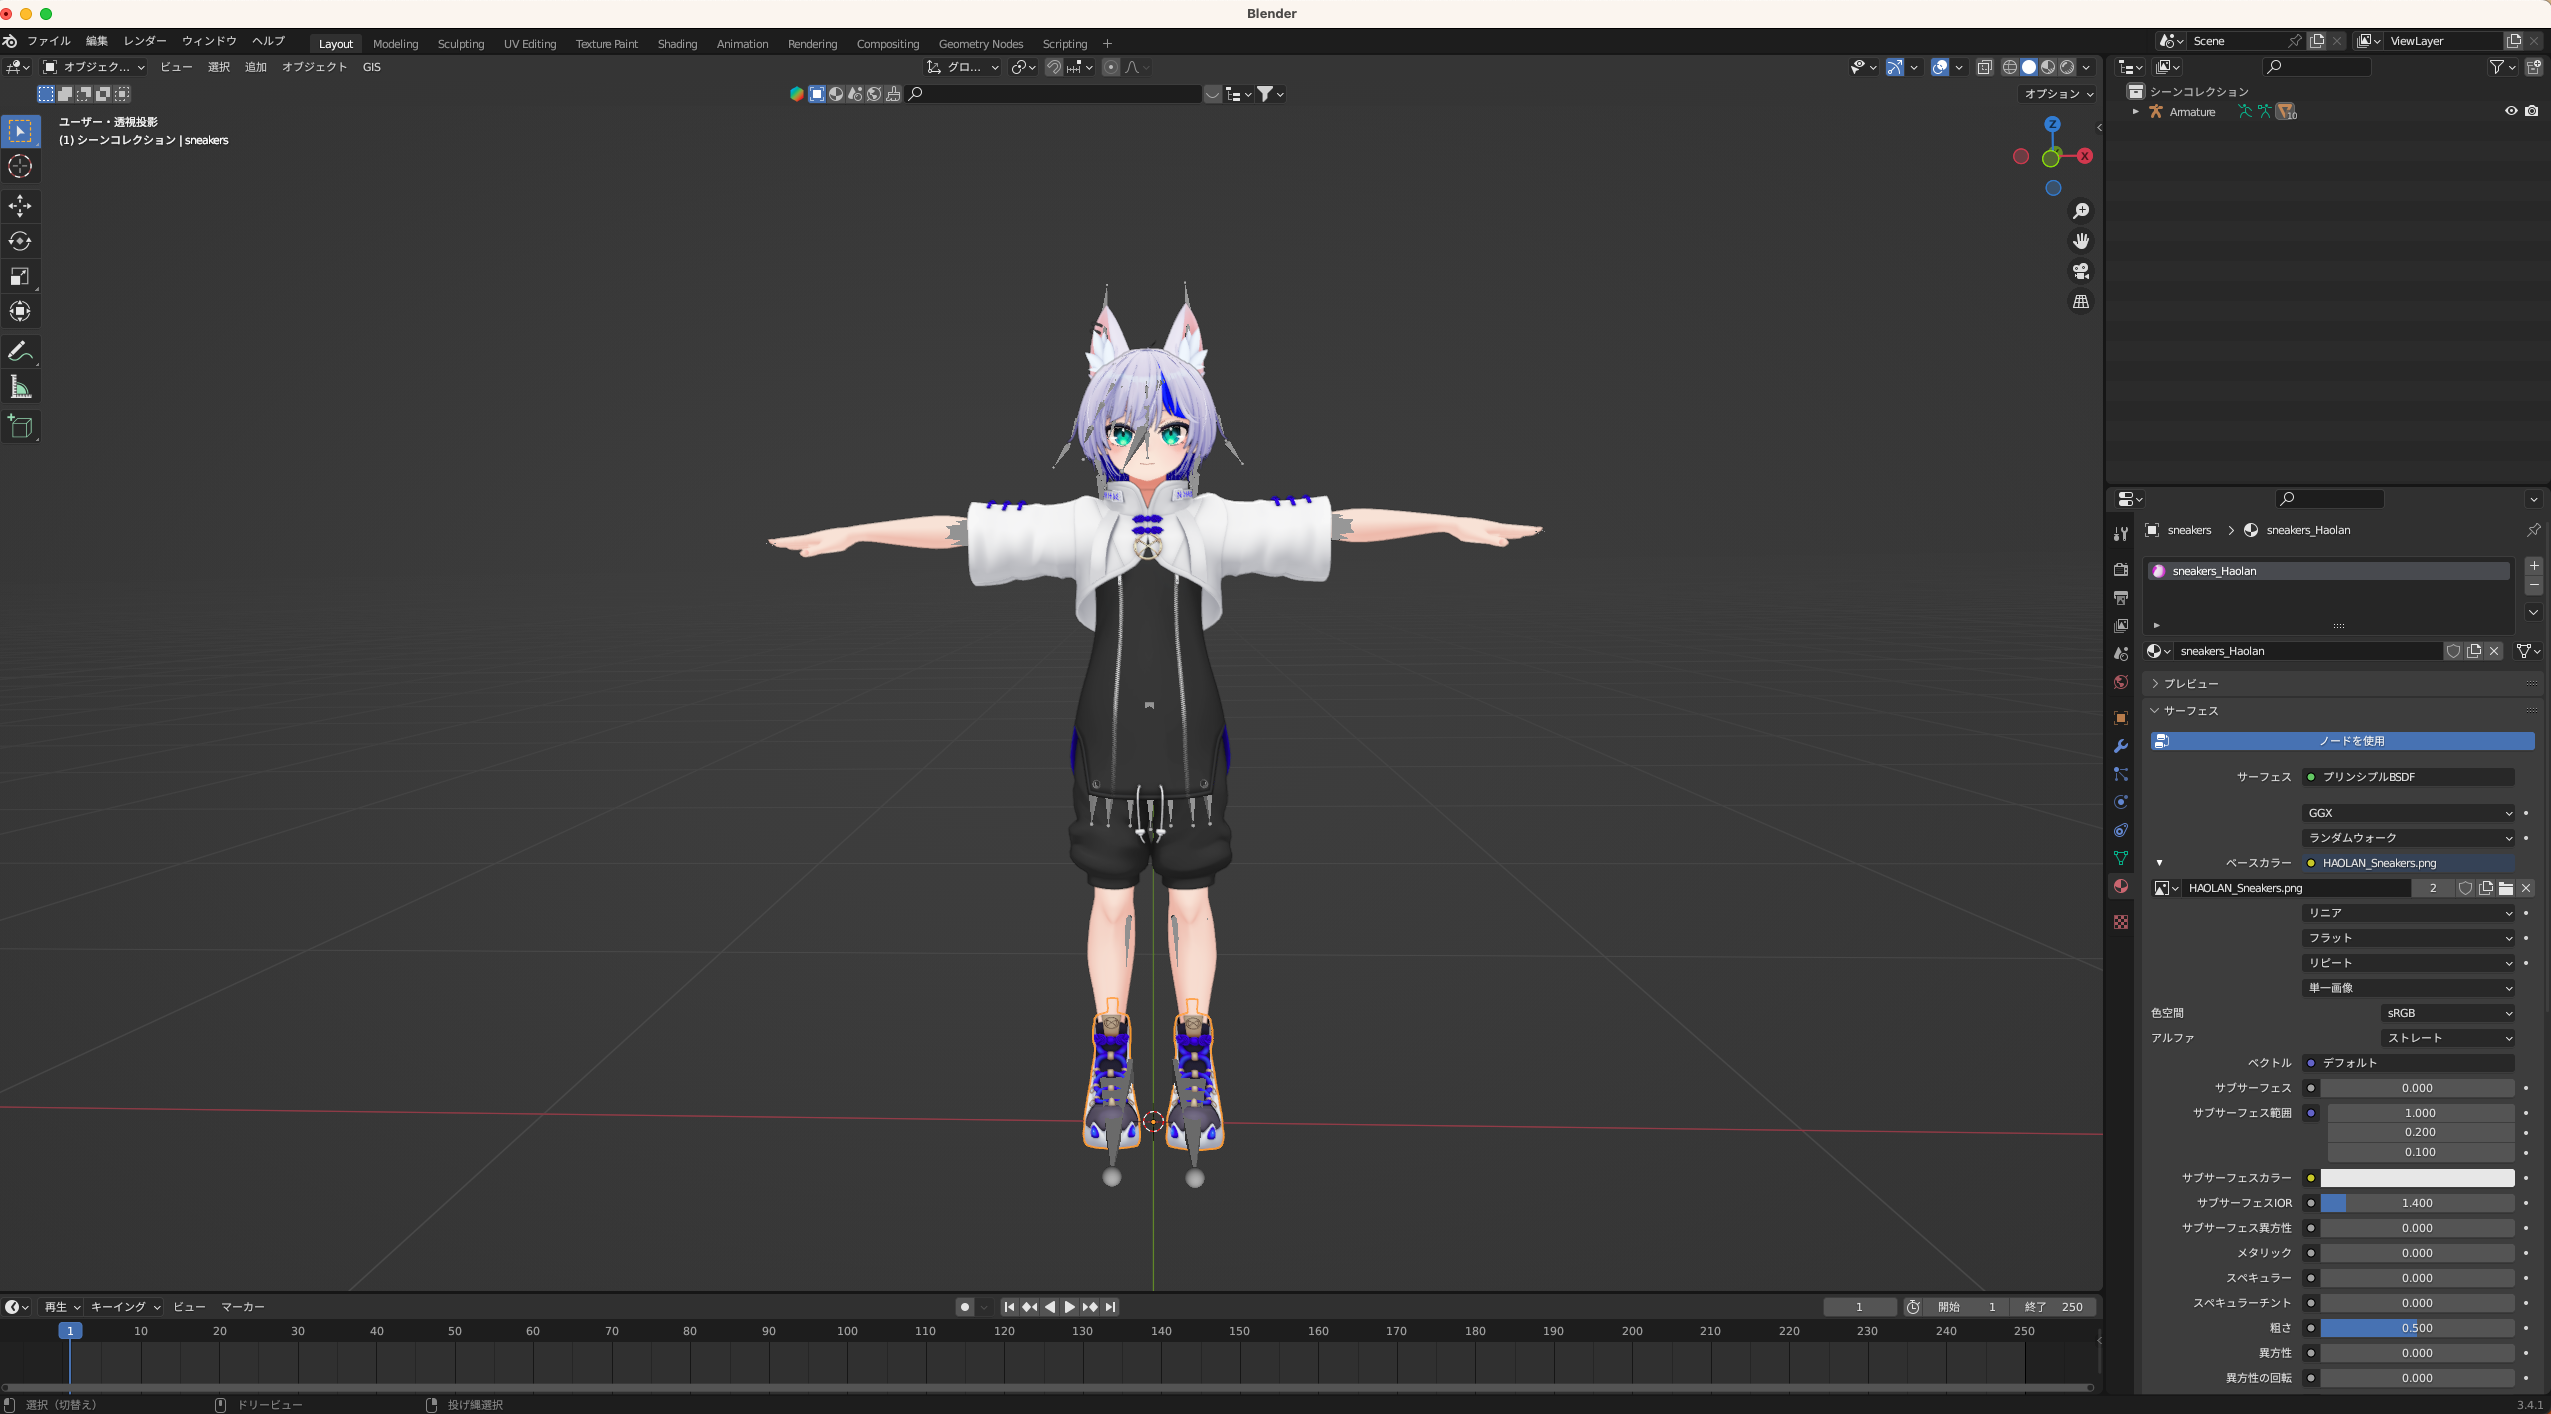 Blender
ファイル 編集 レンダー ウィンドウ ヘルプ Layout Modeling Sculpting UV Editing Texture Paint Shading Animation Rendering Compositing Geometry Nodes Scripting + Scene ViewLayer
オブジェク... ビュー 選択 追加 オブジェクト GIS グロ...
オプション
ユーザー・透視投影
(1) シーンコレクション | sneakers
Z
X
シーンコレクション
Armature 10
sneakers > sneakers_Haolan
sneakers_Haolan
sneakers_Haolan
プレビュー
サーフェス
ノードを使用
サーフェス プリンシプルBSDF
GGX
ランダムウォーク
ベースカラー HAOLAN_Sneakers.png
HAOLAN_Sneakers.png 2
リニア
フラット
リピート
単一画像
色空間 sRGB
アルファ ストレート
ベクトル デフォルト
サブサーフェス 0.000
サブサーフェス範囲 1.000
0.200
0.100
サブサーフェスカラー
サブサーフェスIOR 1.400
サブサーフェス異方性 0.000
メタリック 0.000
スペキュラー 0.000
スペキュラーチント 0.000
粗さ 0.500
異方性 0.000
異方性の回転 0.000
再生 キーイング ビュー マーカー 1 開始 1 終了 250
1 10 20 30 40 50 60 70 80 90 100 110 120 130 140 150 160 170 180 190 200 210 220 230 240 250
選択（切替え） ドリービュー 投げ縄選択 3.4.1